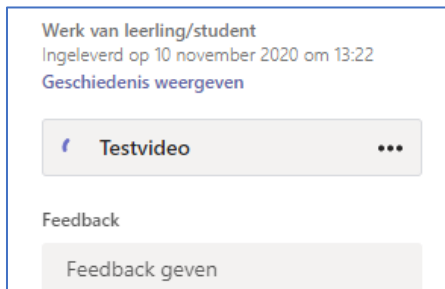 Werk van leerling/student
Ingeleverd op 10 november 2020 om 13:22
Geschiedenis weergeven
Testvideo
Feedback
Feedback geven